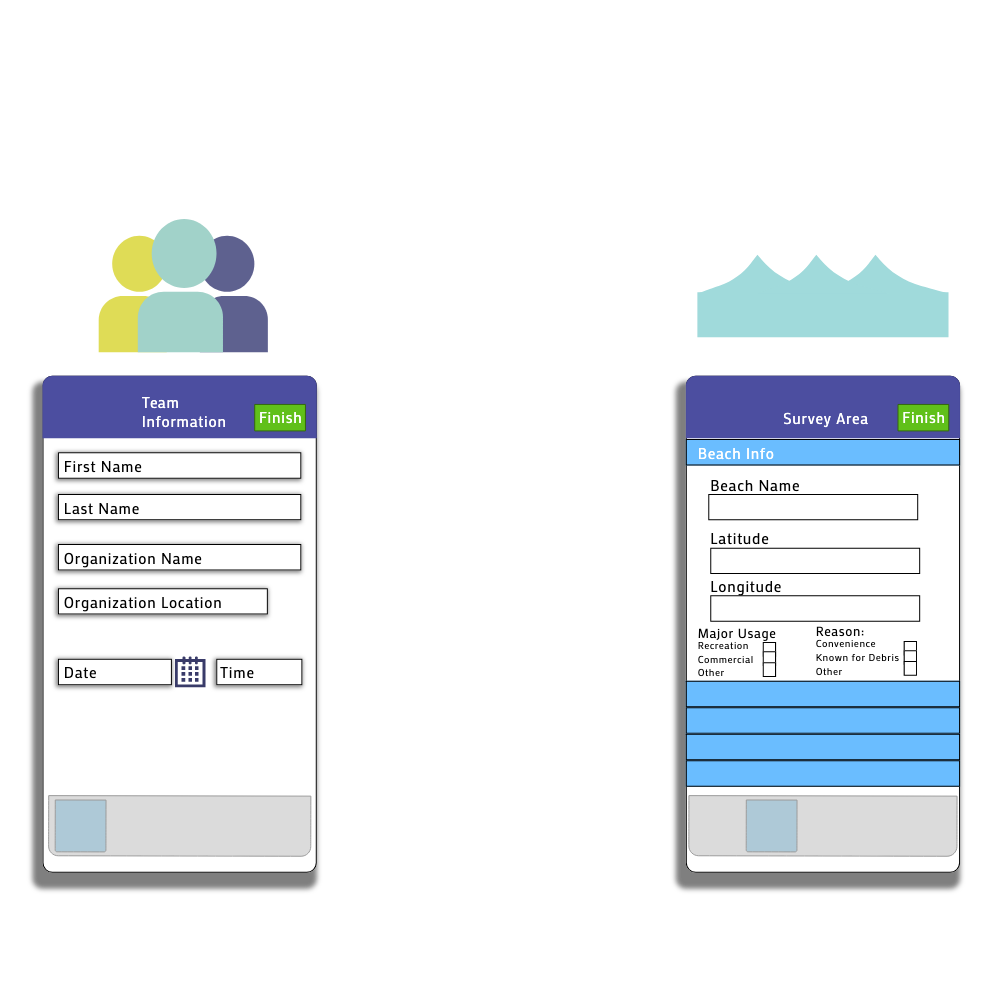 Team
Information
Finish
First Name
Last Name
Organization Name
Organization Location
Date
Time
Survey Area
Finish
Beach Info
Beach Name
Latitude
Longitude
Major Usage
Recreation
Commercial
Other
Reason:
Convenience
Known for Debris
Other